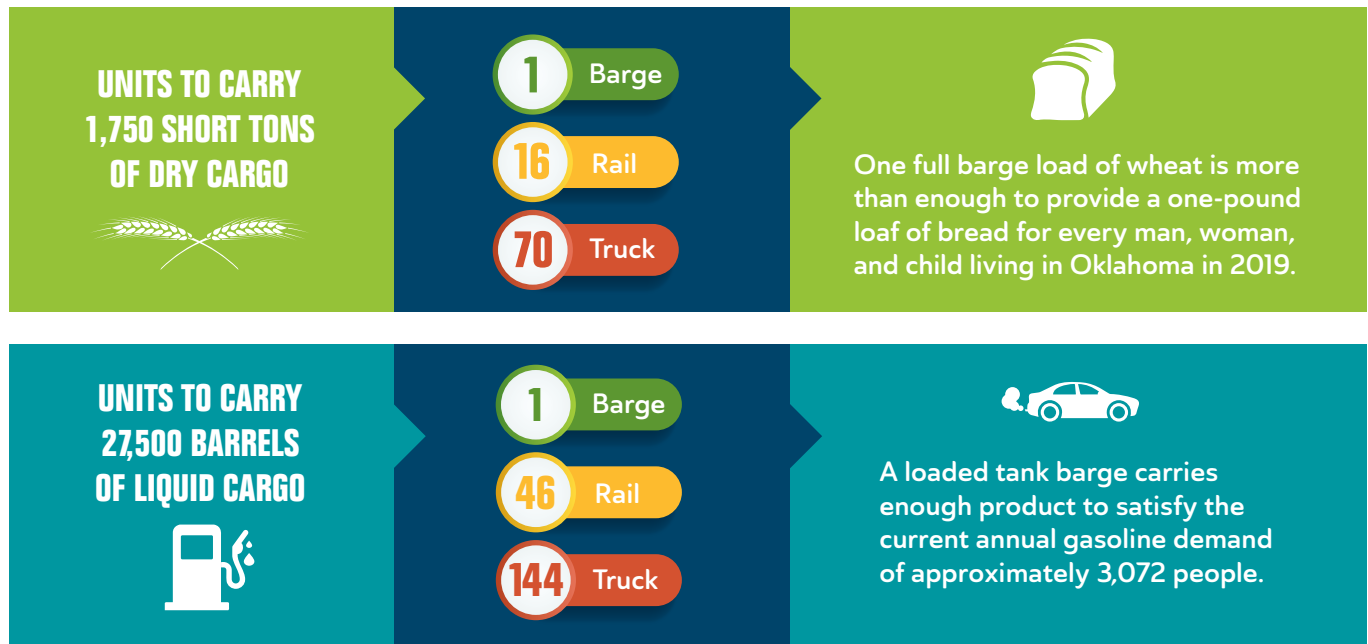 UNITS TO CARRY
1,750 SHORT TONS
OF DRY CARGO
1 Barge
16 Rail
70 Truck
One full barge load of wheat is more
than enough to provide a one-pound
loaf of bread for every man, woman,
and child living in Oklahoma in 2019.
UNITS TO CARRY
27,500 BARRELS
OF LIQUID CARGO
1 Barge
46 Rail
144 Truck
A loaded tank barge carries
enough product to satisfy the
current annual gasoline demand
of approximately 3,072 people.